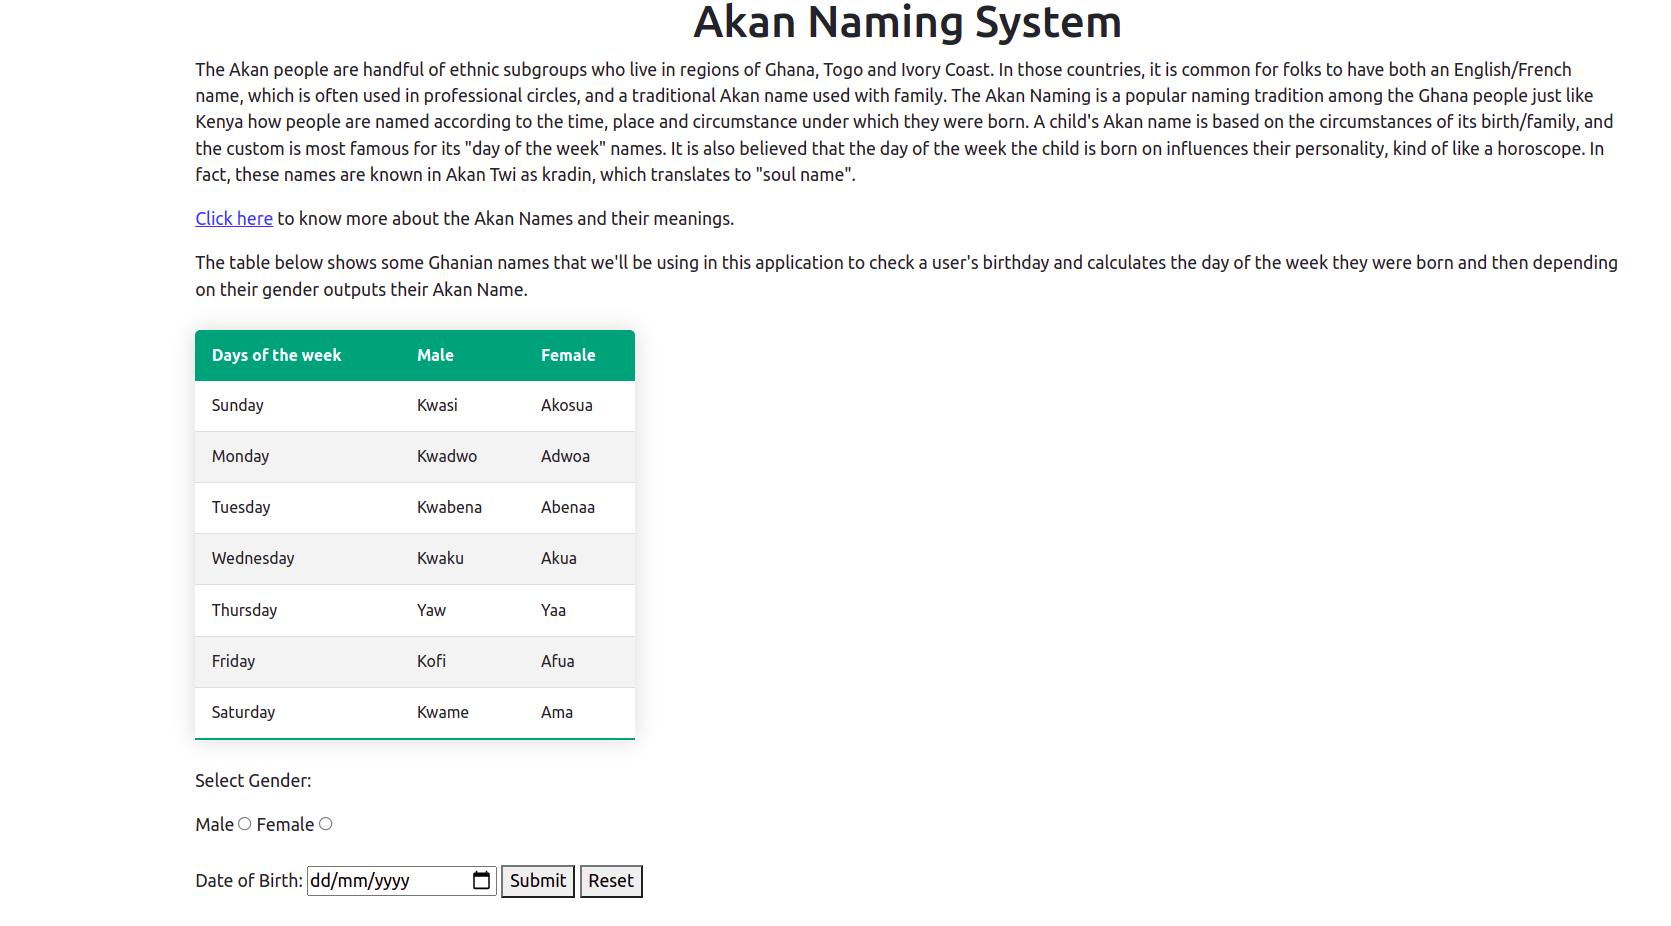 Akan Naming System
The Akan people are handful of ethnic subgroups who live in regions of Ghana, Togo and Ivory Coast. In those countries, it is common for folks to have both an English/French
name, which is often used in professional circles, and a traditional Akan name used with family. The Akan Naming is a popular naming tradition among the Ghana people just like
Kenya how people are named according to the time, place and circumstance under which they were born. A child's Akan name is based on the circumstances of its birth/family, and
the custom is most famous for its "day of the week" names. It is also believed that the day of the week the child is born on influences their personality, kind of like a horoscope. In
fact, these names are known in Akan Twi as kradin, which translates to "soul name".
Click here to know more about the Akan Names and their meanings.
The table below shows some Ghanian names that we'll be using in this application to check a user's birthday and calculates the day of the week they were born and then depending
on their gender outputs their Akan Name.
Days of the week Male Female
Sunday Kwasi Akosua
Monday Kwadwo Adwoa
Tuesday Kwabena Abenaa
Wednesday Kwaku Akua
Thursday Yaw Yaa
Friday Kofi Afua
Saturday Kwame Ama
Select Gender:
Male Female
Date of Birth: dd/mm/yyyy Submit Reset